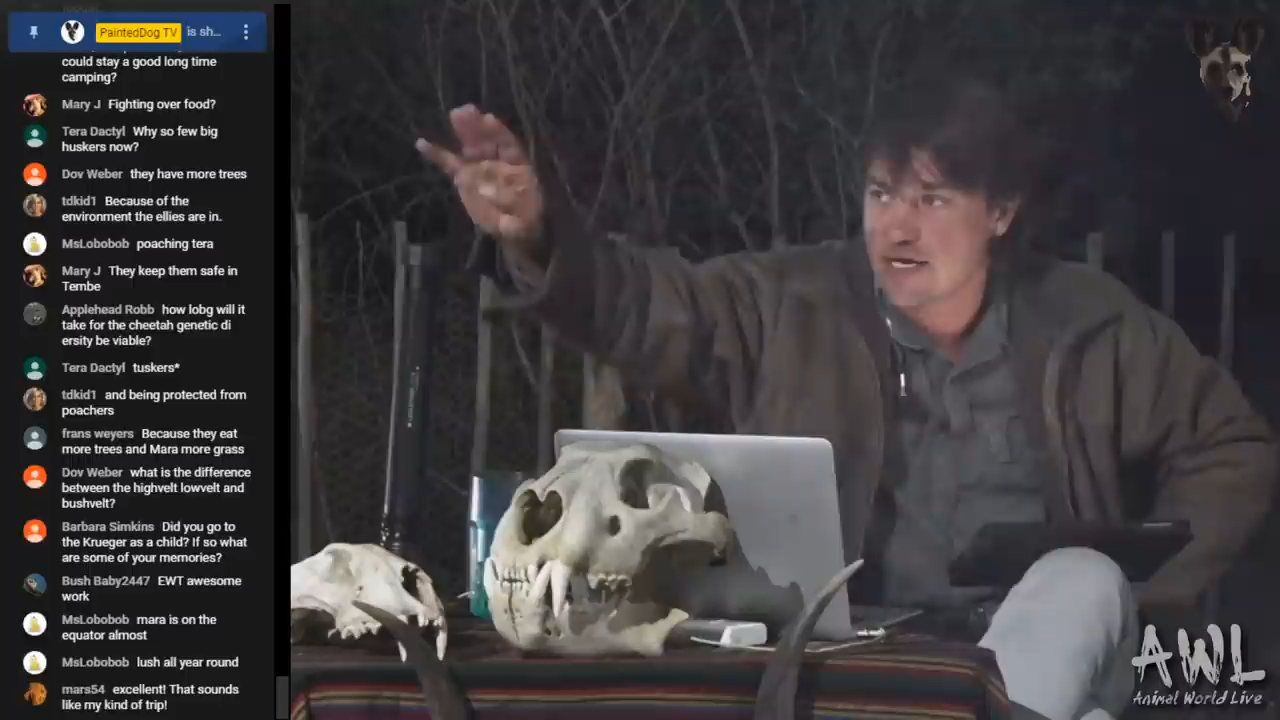 PaintedDog TV is sh...
could stay a good long time
camping?
Mary J Fighting over food?
Tera Dactyl Why so few big
huskers now?
Dov Weber they have more trees
tdkid1 Because of the
environment the ellies are in.
MsLobobob poaching tera
Mary J They keep them safe in
Tembe
Applehead Robb how lobg will it
take for the cheetah genetic di
ersity be viable?
Tera Dactyl tuskers*
tdkid1 and being protected from
poachers
frans weyers Because they eat
more trees and Mara more grass
Dov Weber what is the difference
between the highvelt lowvelt and
bushvelt?
Barbara Simkins Did you go to
the Krueger as a child? If so what
are some of your memories?
Bush Baby2447 EWT awesome
work
MsLobobob mara is on the
equator almost
MsLobobob lush all year round
mars54 excellent! That sounds
like my kind of trip!
AWL
Animal World Live